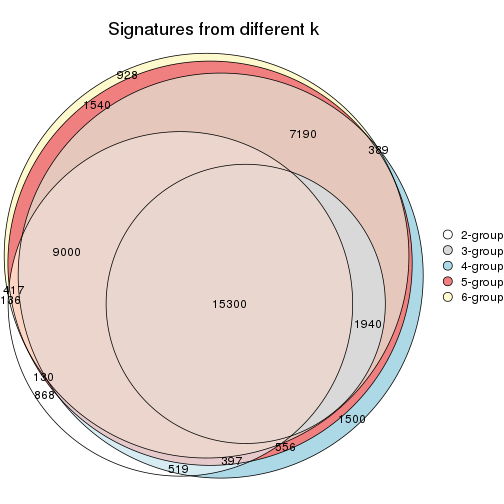 Signatures from different k
928
1540
7190
389
2-group
3-group
9000
4-group
5-group
417
6-group
136
15300
1940
130
868
1500
556
397
519